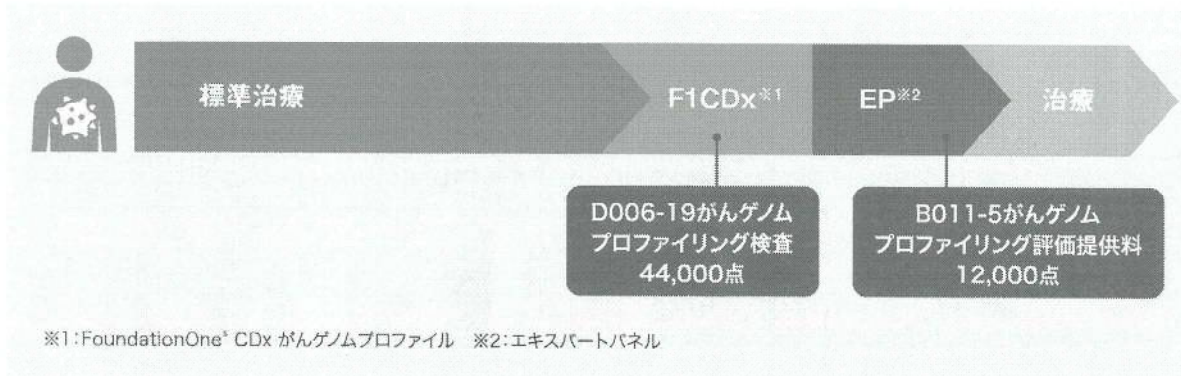 標準治療
F1CDx※1
EP※2
治療
D006-19がんゲノム
プロファイリング検査
44,000点
B011-5がんゲノム
プロファイリング評価提供料
12,000点
※1:FoundationOne® CDx がんゲノムプロファイル ※2:エキスパートパネル